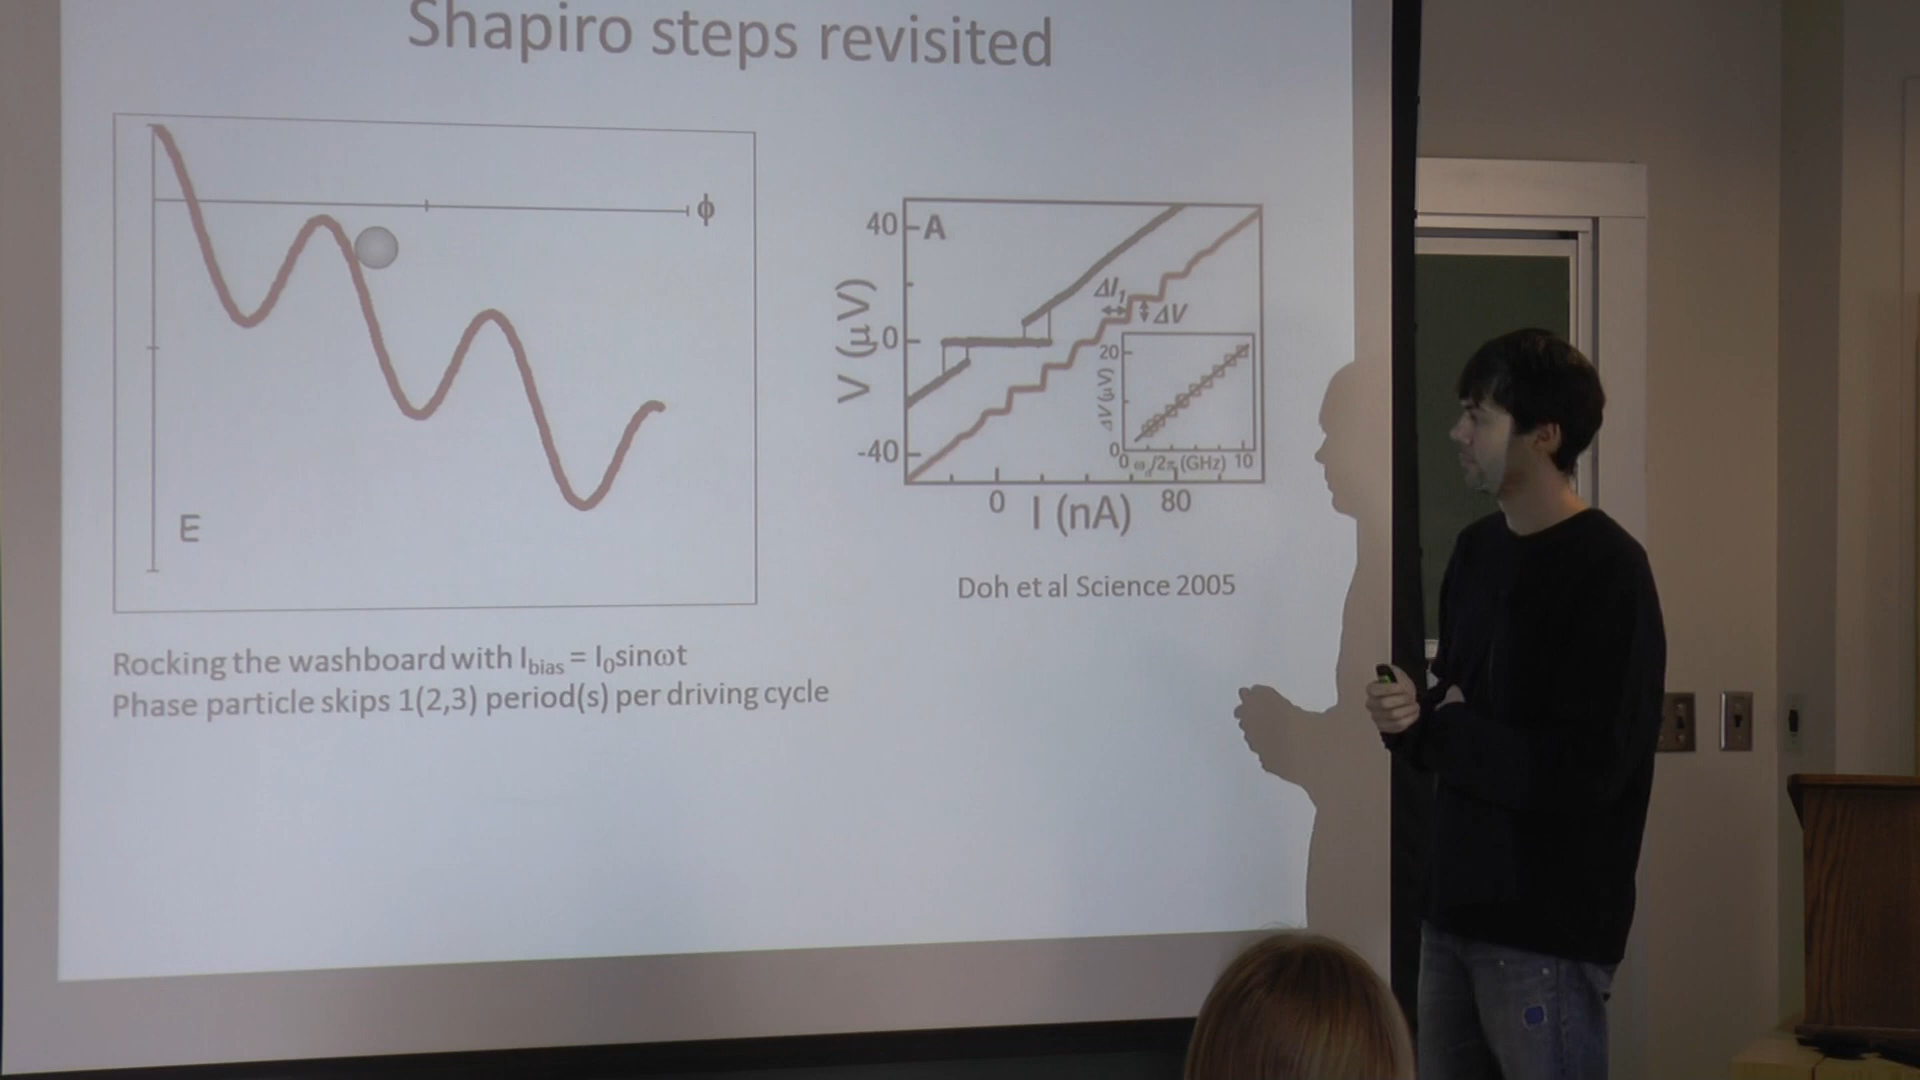 Shapiro steps revisited
ϕ
E
40
A
0
-40
V (μV)
ΔI₁
ΔV
20
0
ΔV (μV)
0
/2π (GHz) 10
0
80
I (nA)
Doh et al Science 2005
Rocking the washboard with Ibias = I₀sinωt
Phase particle skips 1(2,3) period(s) per driving cycle